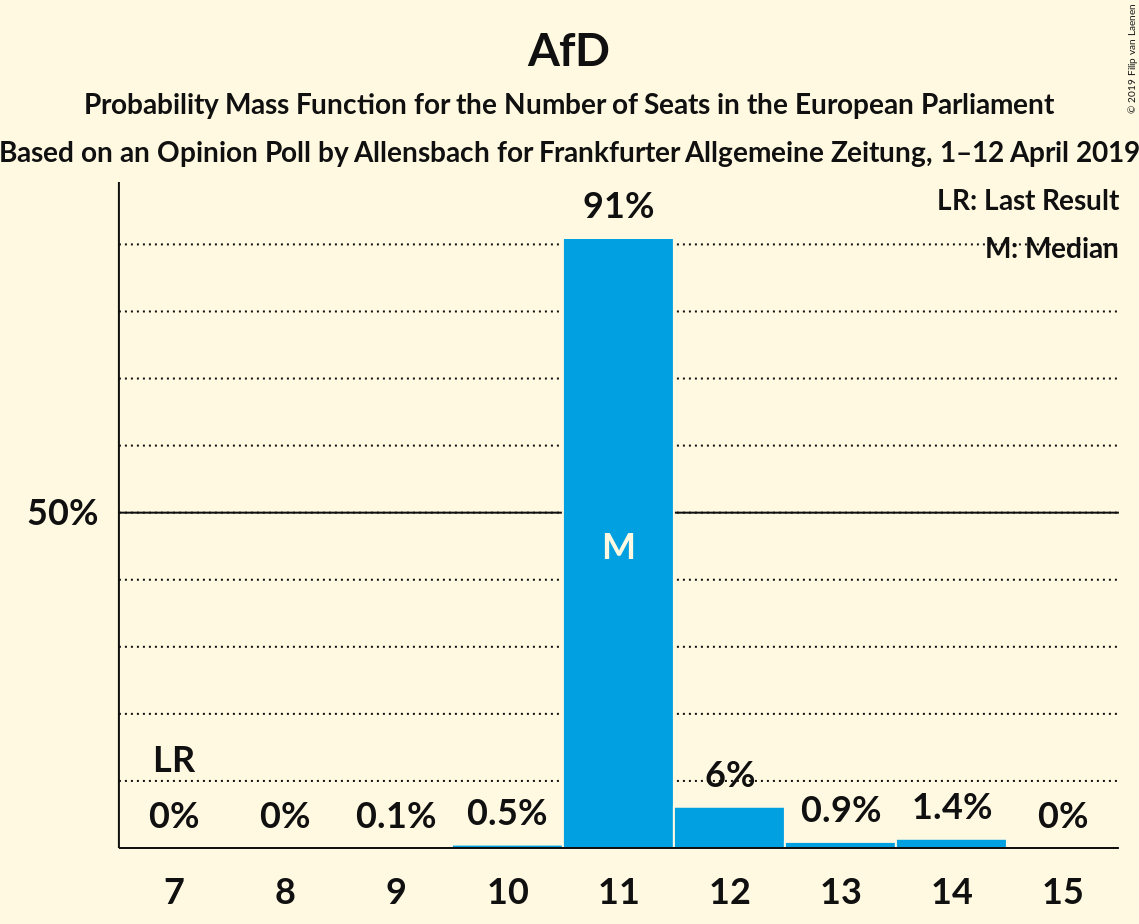 AfD
Probability Mass Function for the Number of Seats in the European Parliament
Based on an Opinion Poll by Allensbach for Frankfurter Allgemeine Zeitung, 1–12 April 2019
© 2019 Filip van Laenen
LR: Last Result
M: Median
91%
50%
M
LR
0%
0%
0.1%
0.5%
6%
0.9%
1.4%
0%
7 8 9 10 11 12 13 14 15